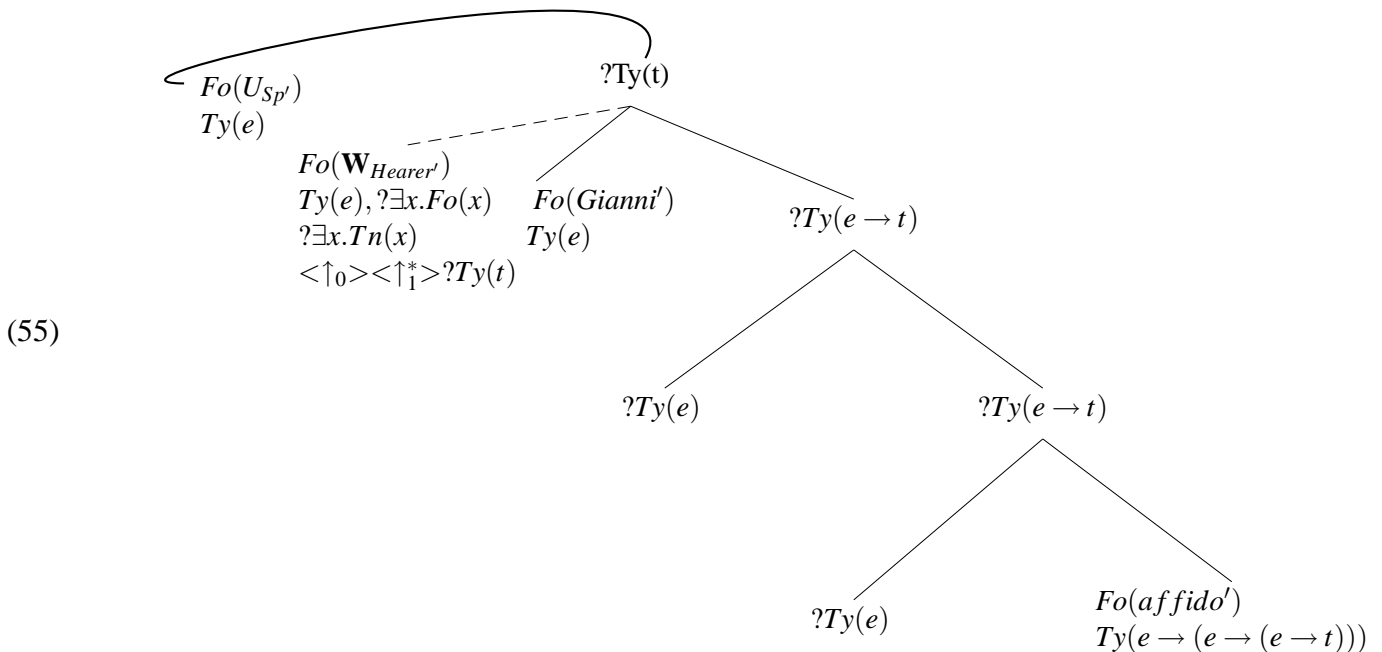 ?Ty(t)
Fo(U_{Sp′})
Ty(e)
Fo(𝐖_{Hearer′})
Ty(e), ?∃x.Fo(x)
?∃x.Tn(x)
<↑₀><↑₁*>?Ty(t)
Fo(Gianni′)
Ty(e)
?Ty(e → t)
(55)
?Ty(e)
?Ty(e → t)
?Ty(e)
Fo(affido′)
Ty(e → (e → (e → t)))